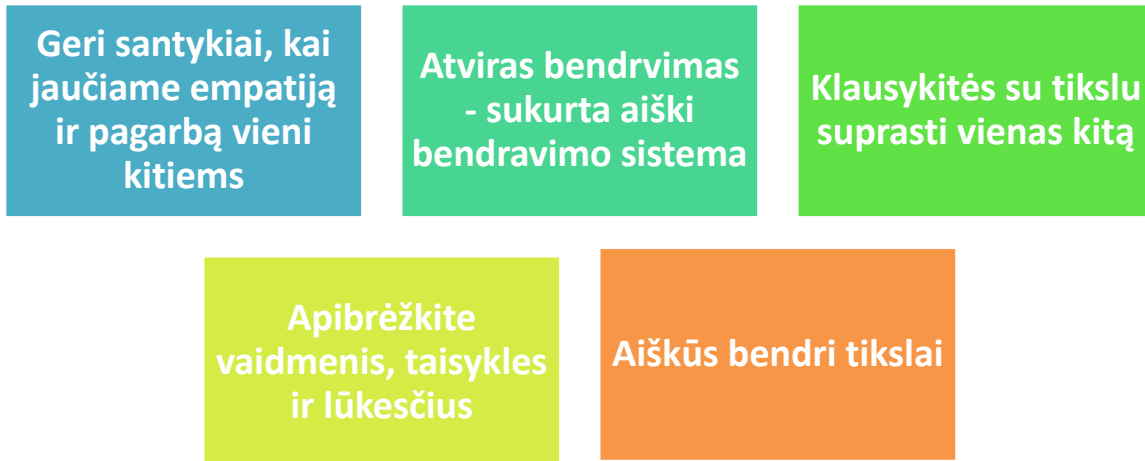 Geri santykiai, kai
jaučiame empatiją
ir pagarbą vieni
kitiems
Atviras bendrvimas
- sukurta aiški
bendravimo sistema
Klausykitės su tikslu
suprasti vienas kitą
Apibrėžkite
vaidmenis, taisykles
ir lūkesčius
Aiškūs bendri tikslai